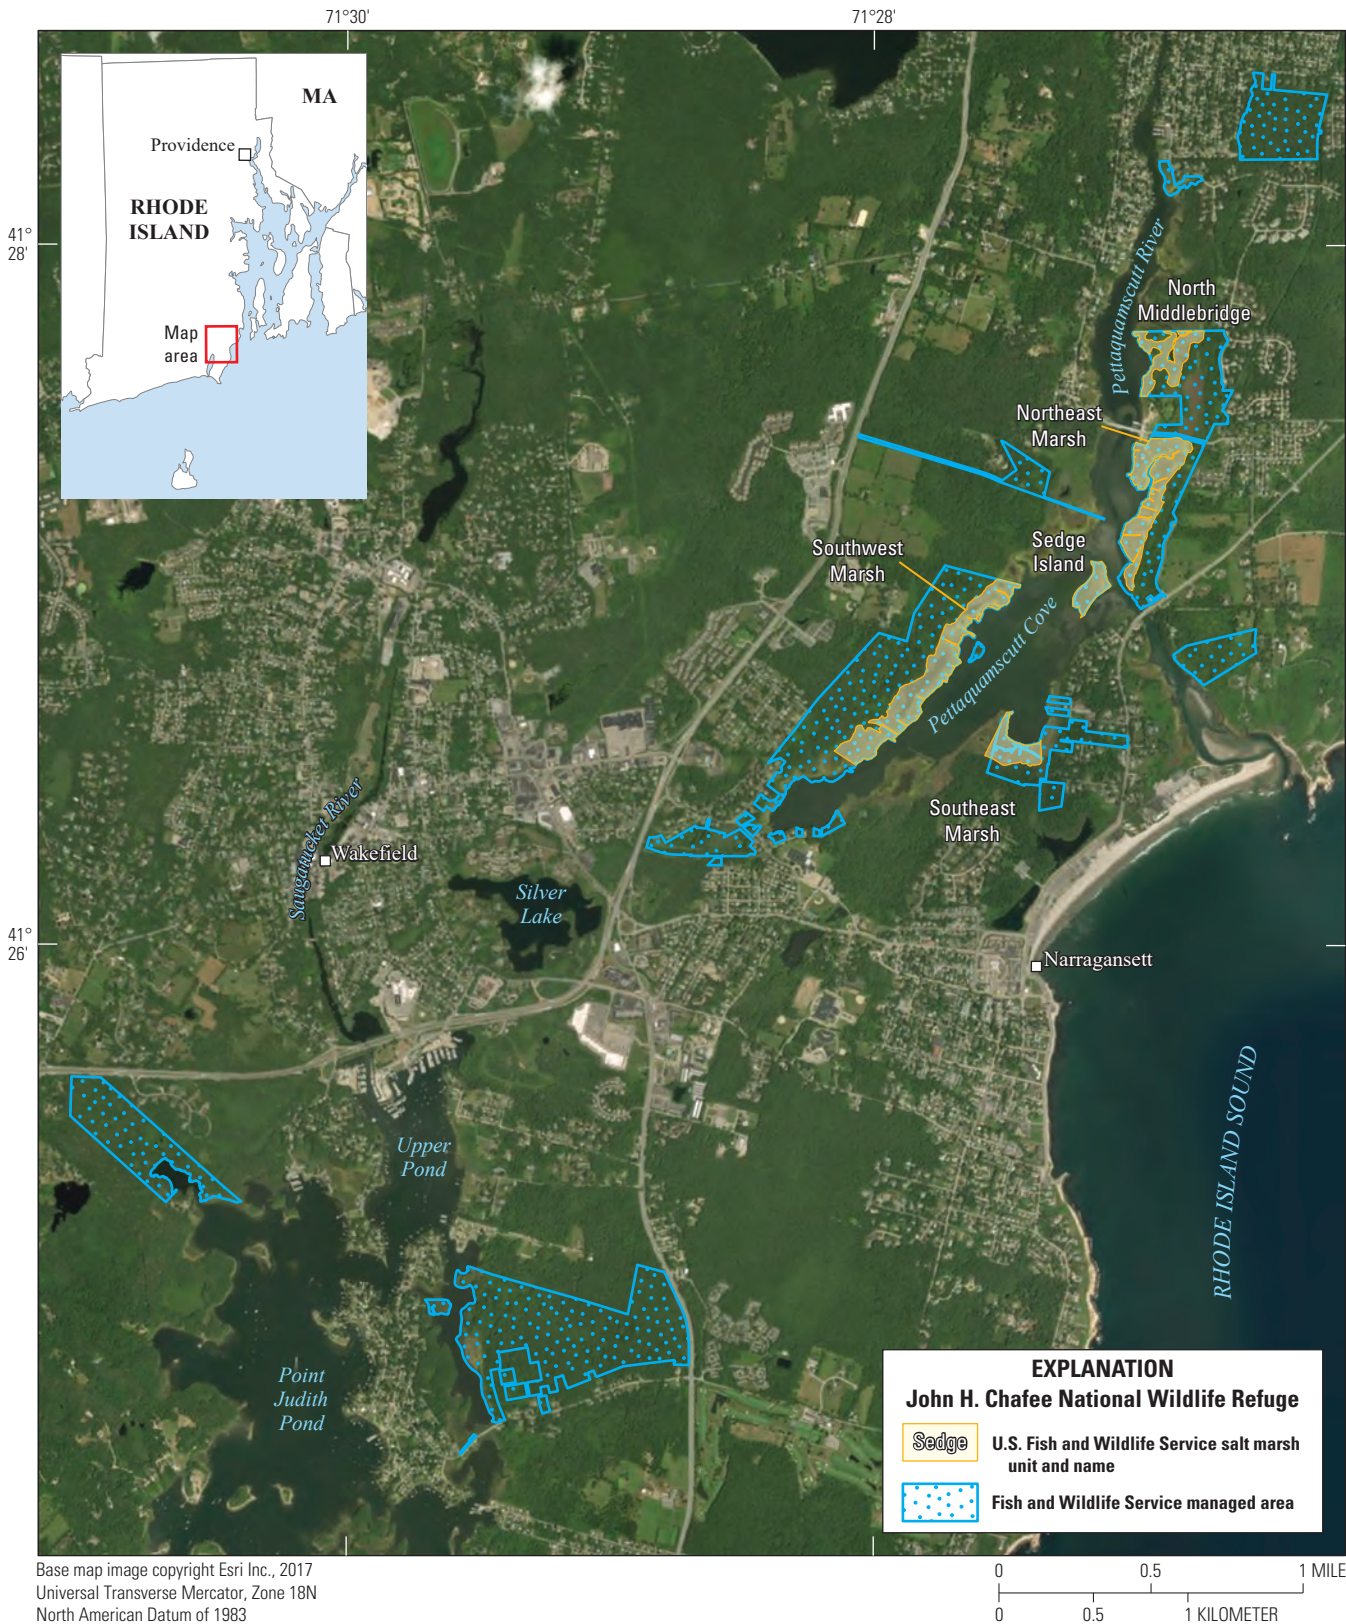 71°30'
71°28'
MA
Providence
RHODE
ISLAND
Map
area
41°
28'
Pettaquamscutt River
North
Middlebridge
Northeast
Marsh
Sedge
Island
Southwest
Marsh
Pettaquamscutt Cove
Southeast
Marsh
Saugatucket River
Wakefield
Silver
Lake
41°
26'
Narragansett
Upper
Pond
RHODE ISLAND SOUND
Point
Judith
Pond
EXPLANATION
John H. Chafee National Wildlife Refuge
Sedge
U.S. Fish and Wildlife Service salt marsh
unit and name
Fish and Wildlife Service managed area
Base map image copyright Esri Inc., 2017
Universal Transverse Mercator, Zone 18N
North American Datum of 1983
0 0.5 1 MILE
0 0.5 1 KILOMETER